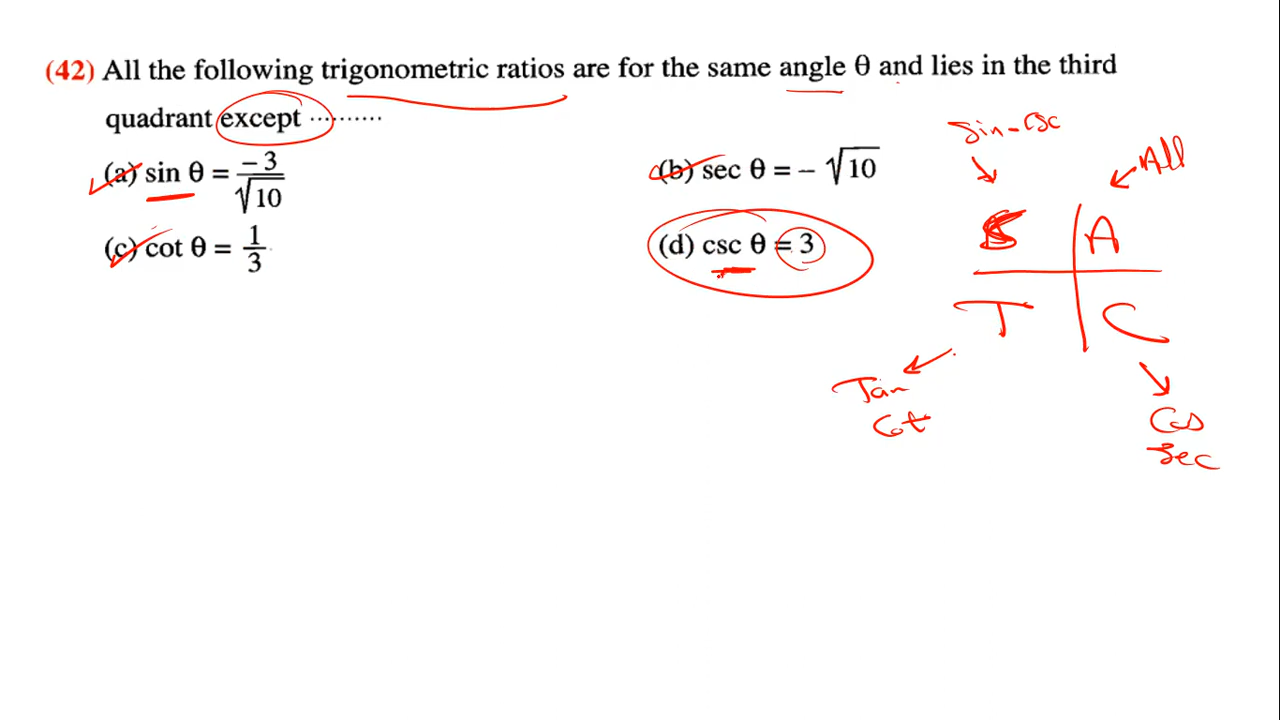 (42) All the following trigonometric ratios are for the same angle θ and lies in the third
quadrant except ··········
(a) sin θ = −3/√10
(b) sec θ = − √10
(c) cot θ = 1/3
(d) csc θ = 3
Sin - csc
All
S A
T C
Tan
Cot
Cos
Sec